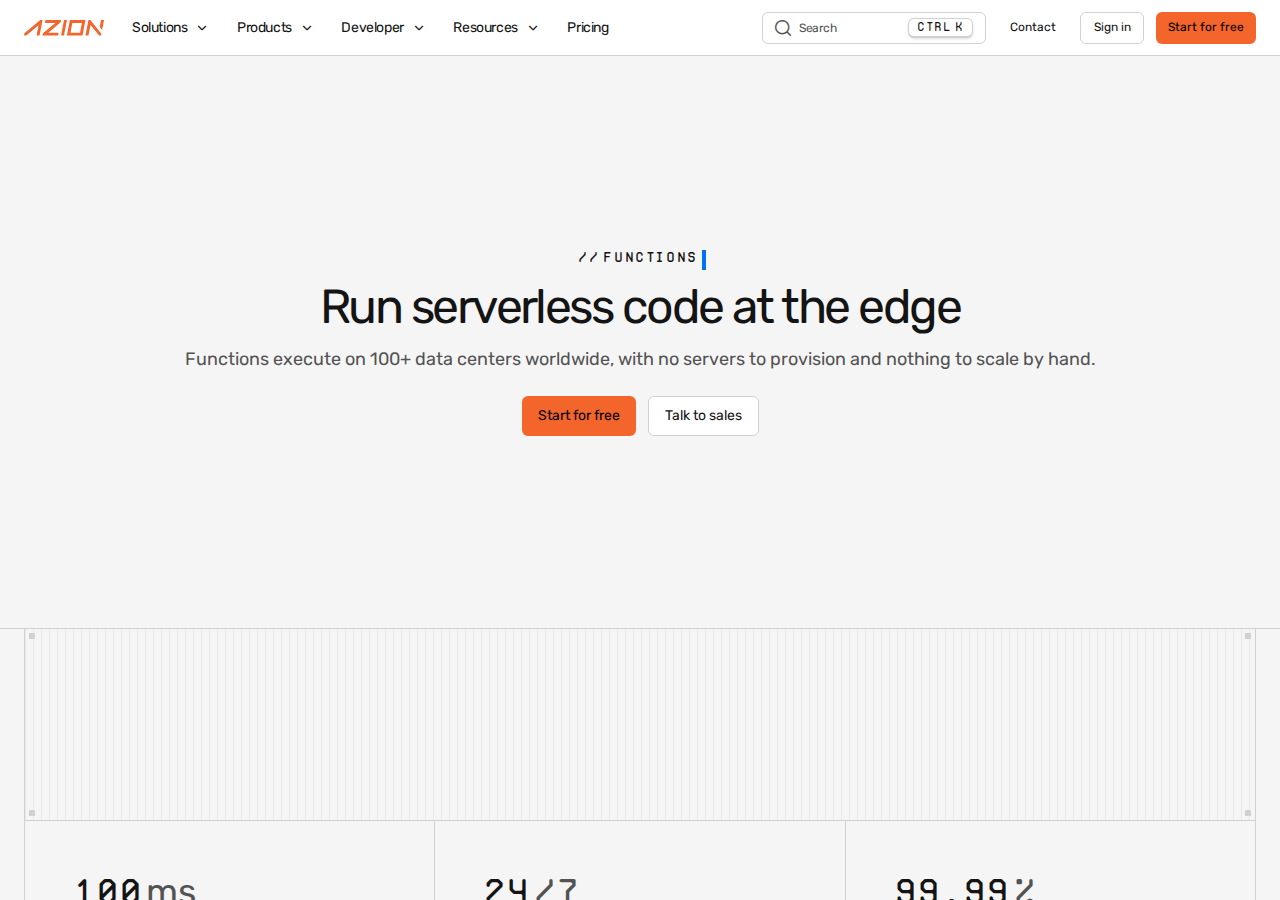 AZION Solutions Products Developer Resources Pricing Search CTRL K Contact Sign in Start for free
//FUNCTIONS
Run serverless code at the edge
Functions execute on 100+ data centers worldwide, with no servers to provision and nothing to scale by hand.
Start for free Talk to sales
100ms 24/7 99.99%